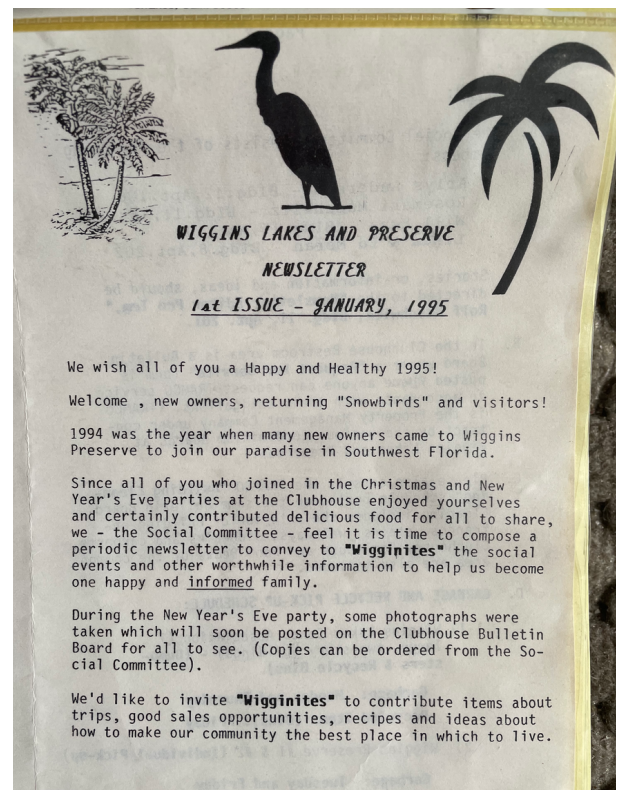 WIGGINS LAKES AND PRESERVE
NEWSLETTER
1st ISSUE - JANUARY, 1995
We wish all of you a Happy and Healthy 1995!
Welcome , new owners, returning "Snowbirds" and visitors!
1994 was the year when many new owners came to Wiggins
Preserve to join our paradise in Southwest Florida.
Since all of you who joined in the Christmas and New
Year's Eve parties at the Clubhouse enjoyed yourselves
and certainly contributed delicious food for all to share,
we - the Social Committee - feel it is time to compose a
periodic newsletter to convey to "Wigginites" the social
events and other worthwhile information to help us become
one happy and informed family.
During the New Year's Eve party, some photographs were
taken which will soon be posted on the Clubhouse Bulletin
Board for all to see. (Copies can be ordered from the So-
cial Committee).
We'd like to invite "Wigginites" to contribute items about
trips, good sales opportunities, recipes and ideas about
how to make our community the best place in which to live.